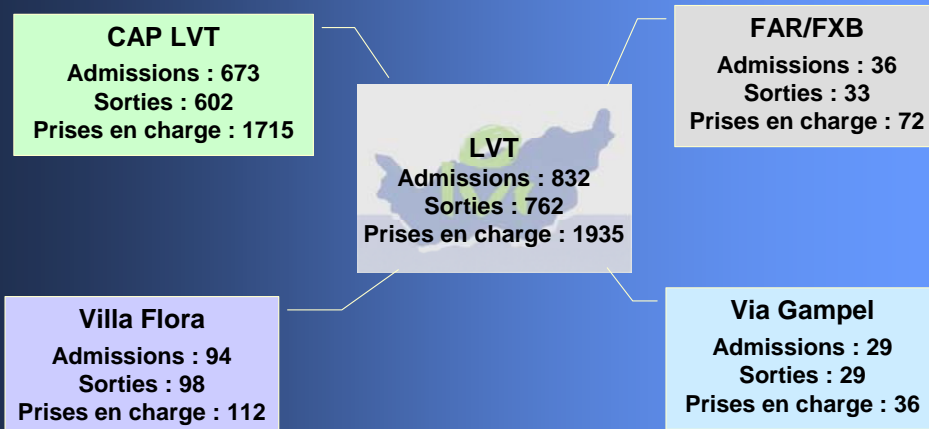 CAP LVT
Admissions : 673
Sorties : 602
Prises en charge : 1715
FAR/FXB
Admissions : 36
Sorties : 33
Prises en charge : 72
LVT
Admissions : 832
Sorties : 762
Prises en charge : 1935
Villa Flora
Admissions : 94
Sorties : 98
Prises en charge : 112
Via Gampel
Admissions : 29
Sorties : 29
Prises en charge : 36